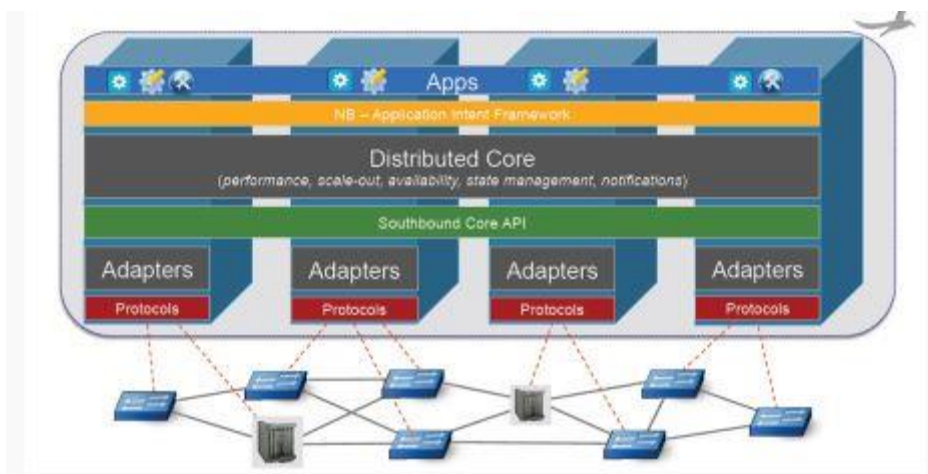 Apps
NB – Application Intent Framework
Distributed Core
(performance, scale-out, availability, state management, notifications)
Southbound Core API
Adapters Adapters Adapters Adapters
Protocols Protocols Protocols Protocols